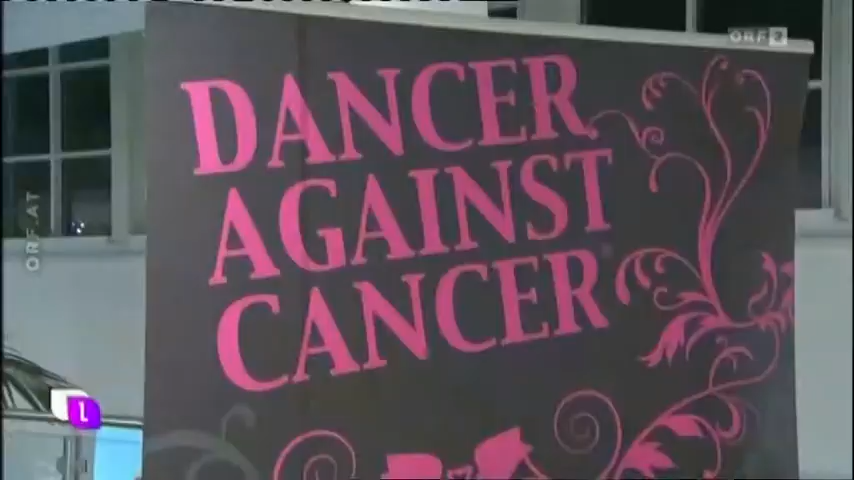 ORF 2
DANCER
AGAINST
CANCER
ORF.AT
l